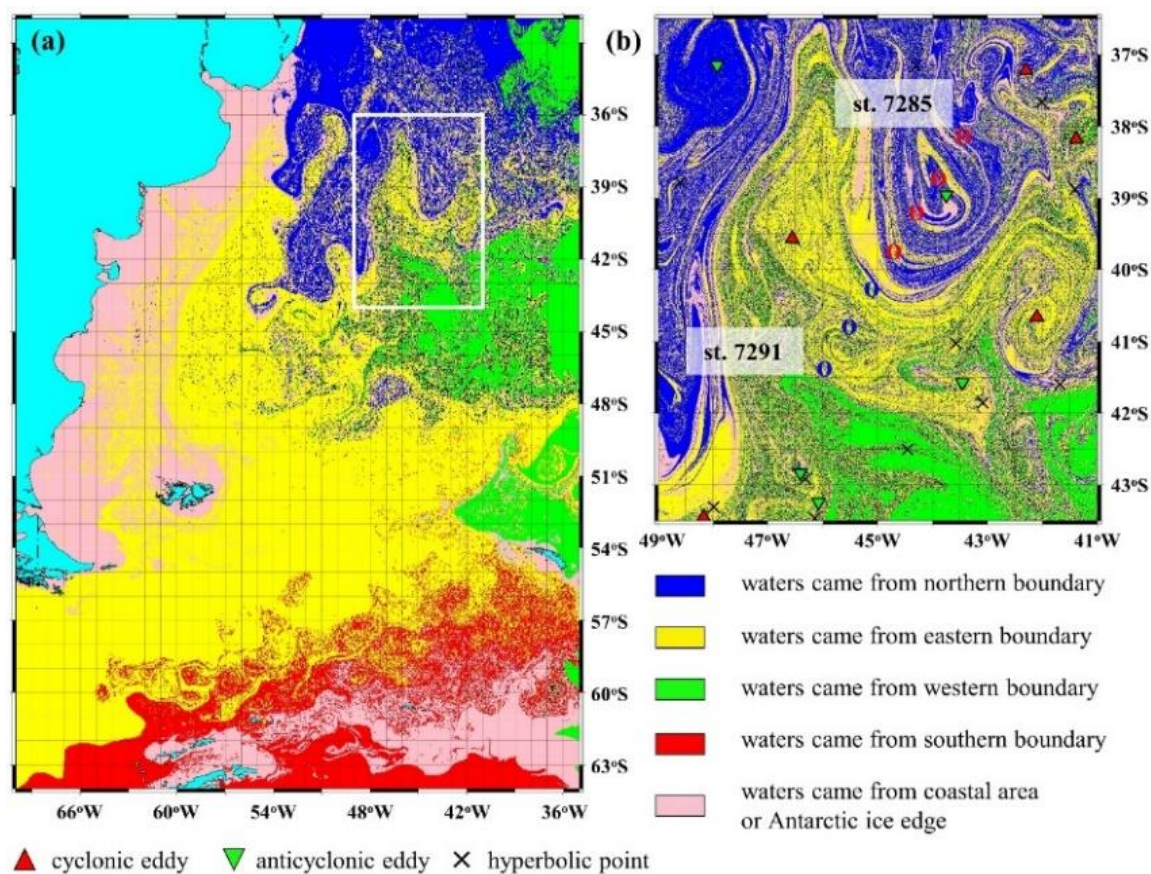 (a)
(b)
st. 7285
st. 7291
36°S
39°S
42°S
45°S
48°S
51°S
54°S
57°S
60°S
63°S
66°W
60°W
54°W
48°W
42°W
36°W
37°S
38°S
39°S
40°S
41°S
42°S
43°S
49°W
47°W
45°W
43°W
41°W
waters came from northern boundary
waters came from eastern boundary
waters came from western boundary
waters came from southern boundary
waters came from coastal area
or Antarctic ice edge
cyclonic eddy
anticyclonic eddy
hyperbolic point